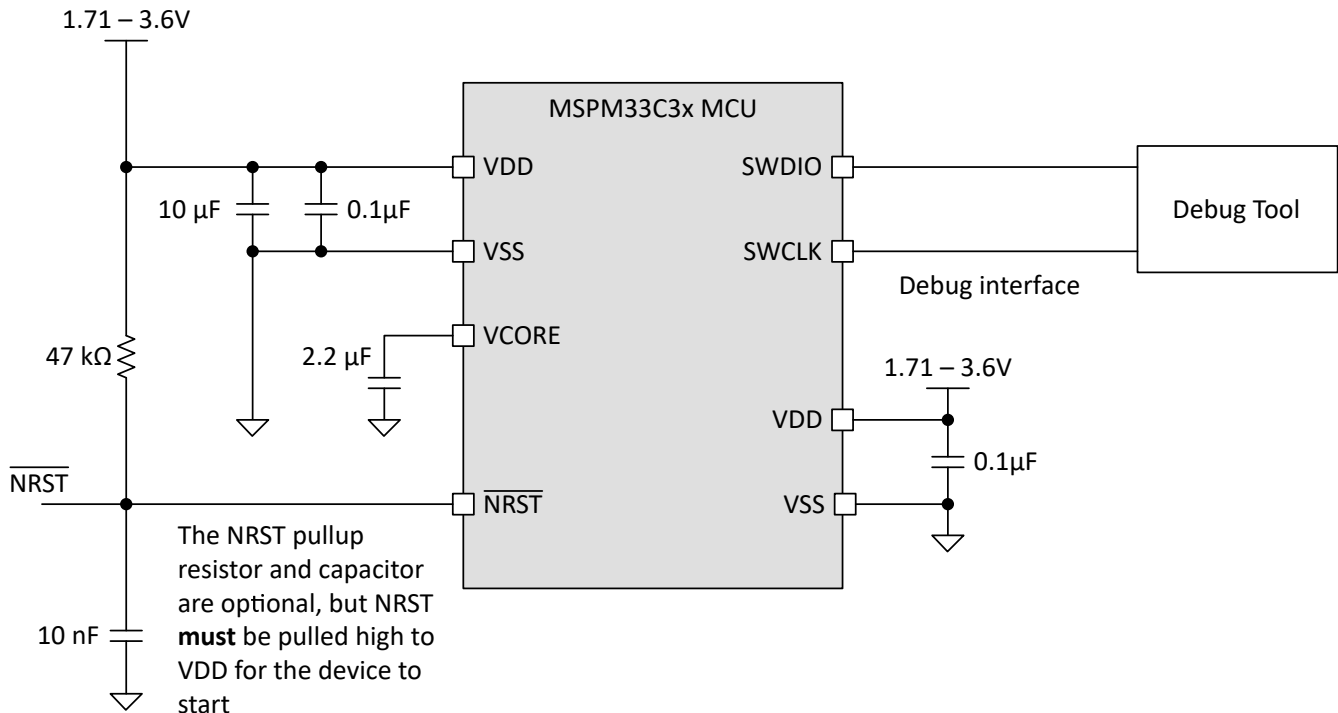 1.71 – 3.6V
MSPM33C3x MCU
VDD
SWDIO
10 µF
0.1µF
Debug Tool
VSS
SWCLK
Debug interface
VCORE
47 kΩ
2.2 µF
1.71 – 3.6V
VDD
0.1µF
NRST
NRST
VSS
The NRST pullup
resistor and capacitor
are optional, but NRST
must be pulled high to
VDD for the device to
start
10 nF